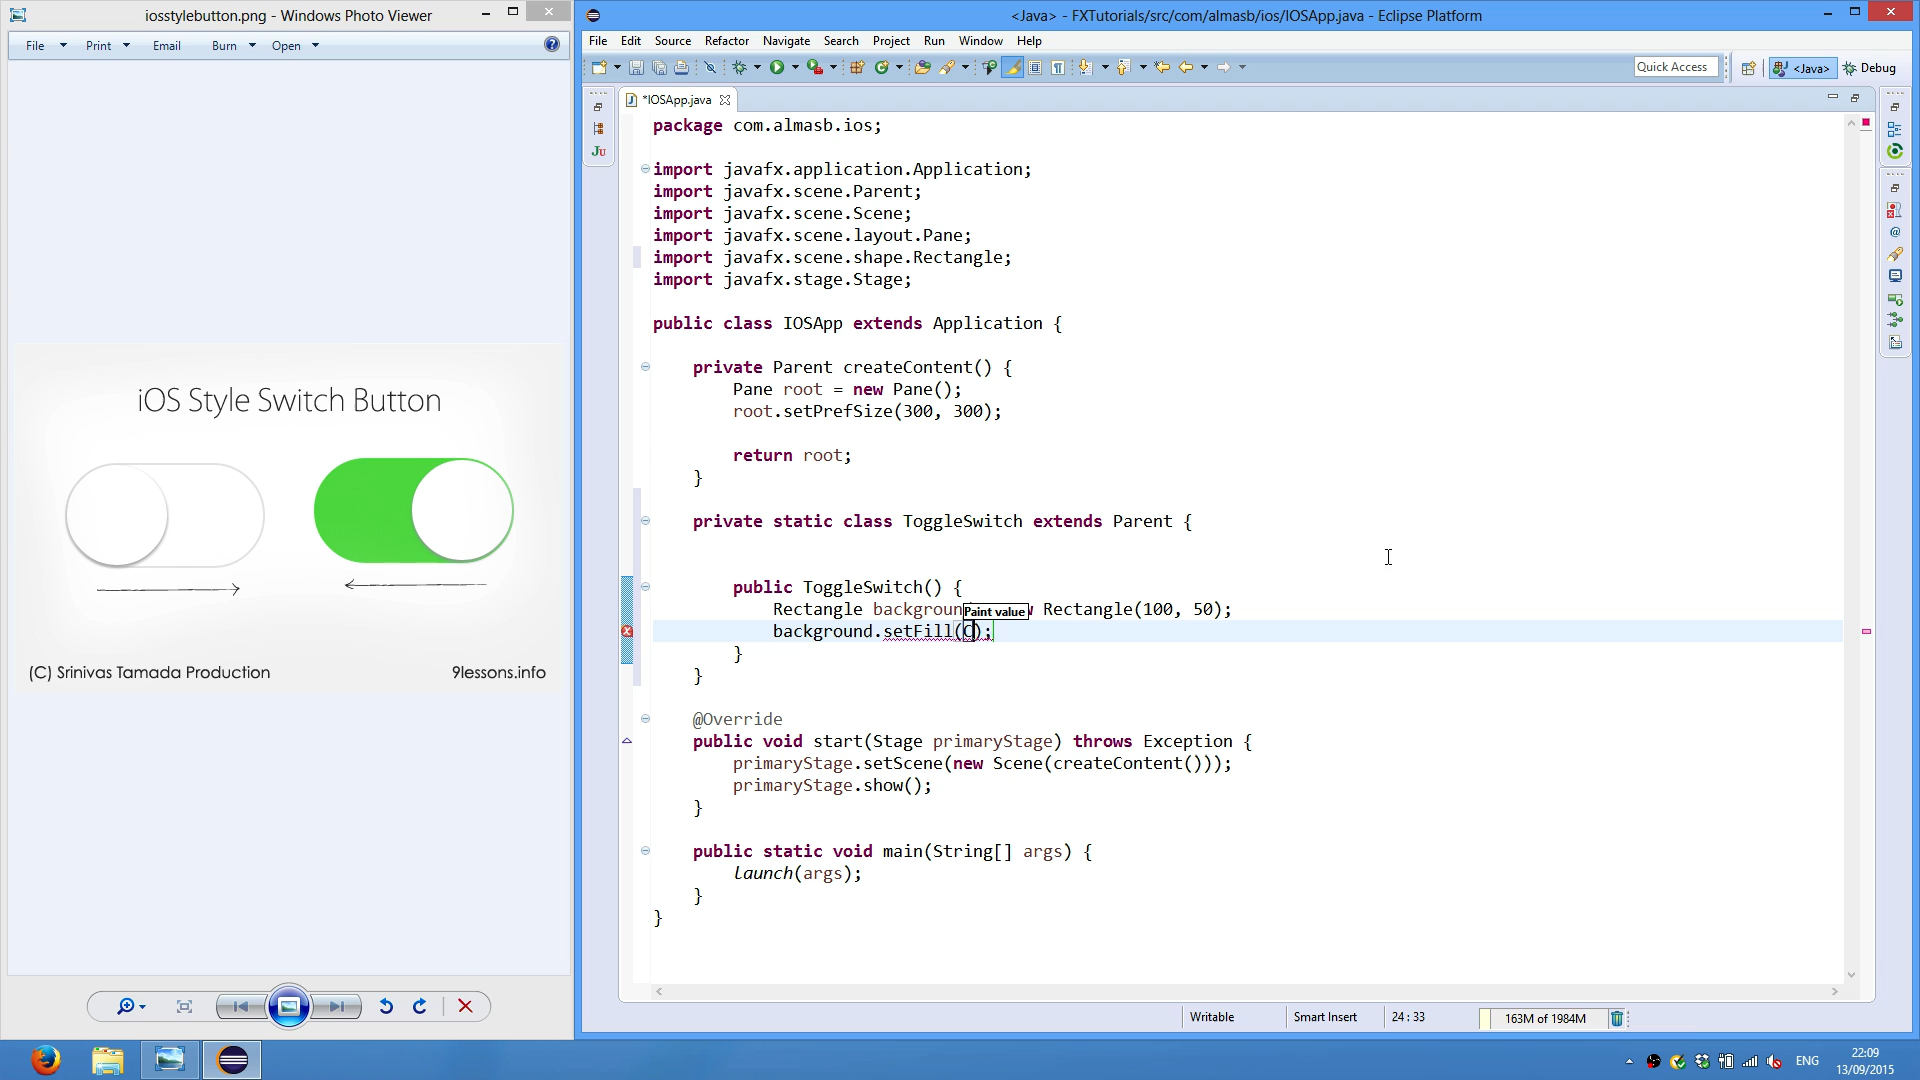 iosstylebutton.png - Windows Photo Viewer
File Print Email Burn Open
iOS Style Switch Button
(C) Srinivas Tamada Production
9lessons.info
<Java> - FXTutorials/src/com/almasb/ios/IOSApp.java - Eclipse Platform
File Edit Source Refactor Navigate Search Project Run Window Help
Quick Access
<Java>
Debug
*IOSApp.java
package com.almasb.ios;
import javafx.application.Application;
import javafx.scene.Parent;
import javafx.scene.Scene;
import javafx.scene.layout.Pane;
import javafx.scene.shape.Rectangle;
import javafx.stage.Stage;
public class IOSApp extends Application {
private Parent createContent() {
Pane root = new Pane();
root.setPrefSize(300, 300);
return root;
}
private static class ToggleSwitch extends Parent {
public ToggleSwitch() {
Rectangle background Rectangle(100, 50);
Paint value
background.setFill(C);
}
}
@Override
public void start(Stage primaryStage) throws Exception {
primaryStage.setScene(new Scene(createContent()));
primaryStage.show();
}
public static void main(String[] args) {
launch(args);
}
}
Writable
Smart Insert
24 : 33
163M of 1984M
ENG
22:09
13/09/2015